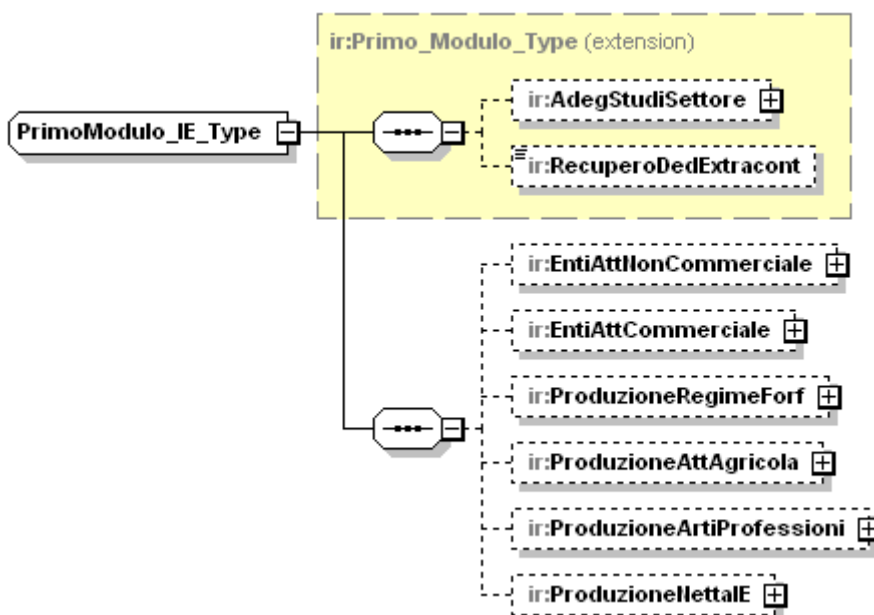 ir:Primo_Modulo_Type (extension)
ir:AdegStudiSettore
PrimoModulo_IE_Type
ir:RecuperoDedExtracont
ir:EntiAttNonCommerciale
ir:EntiAttCommerciale
ir:ProduzioneRegimeForf
ir:ProduzioneAttAgricola
ir:ProduzioneArtiProfessioni
ir:ProduzioneNettaIE